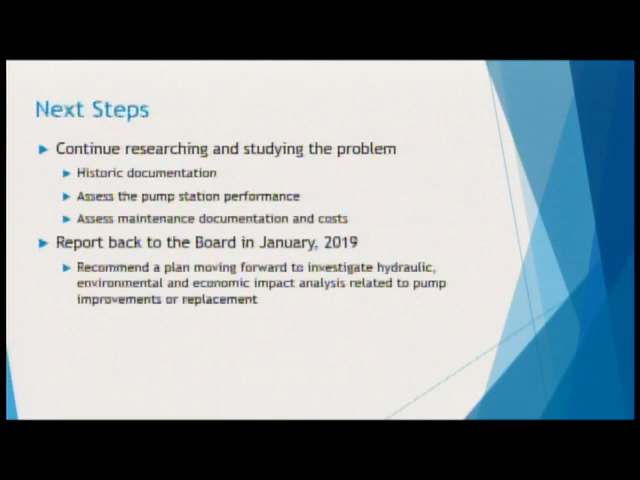 Next Steps
Continue researching and studying the problem
Historic documentation
Assess the pump station performance
Assess maintenance documentation and costs
Report back to the Board in January, 2019
Recommend a plan moving forward to investigate hydraulic,
environmental and economic impact analysis related to pump
improvements or replacement